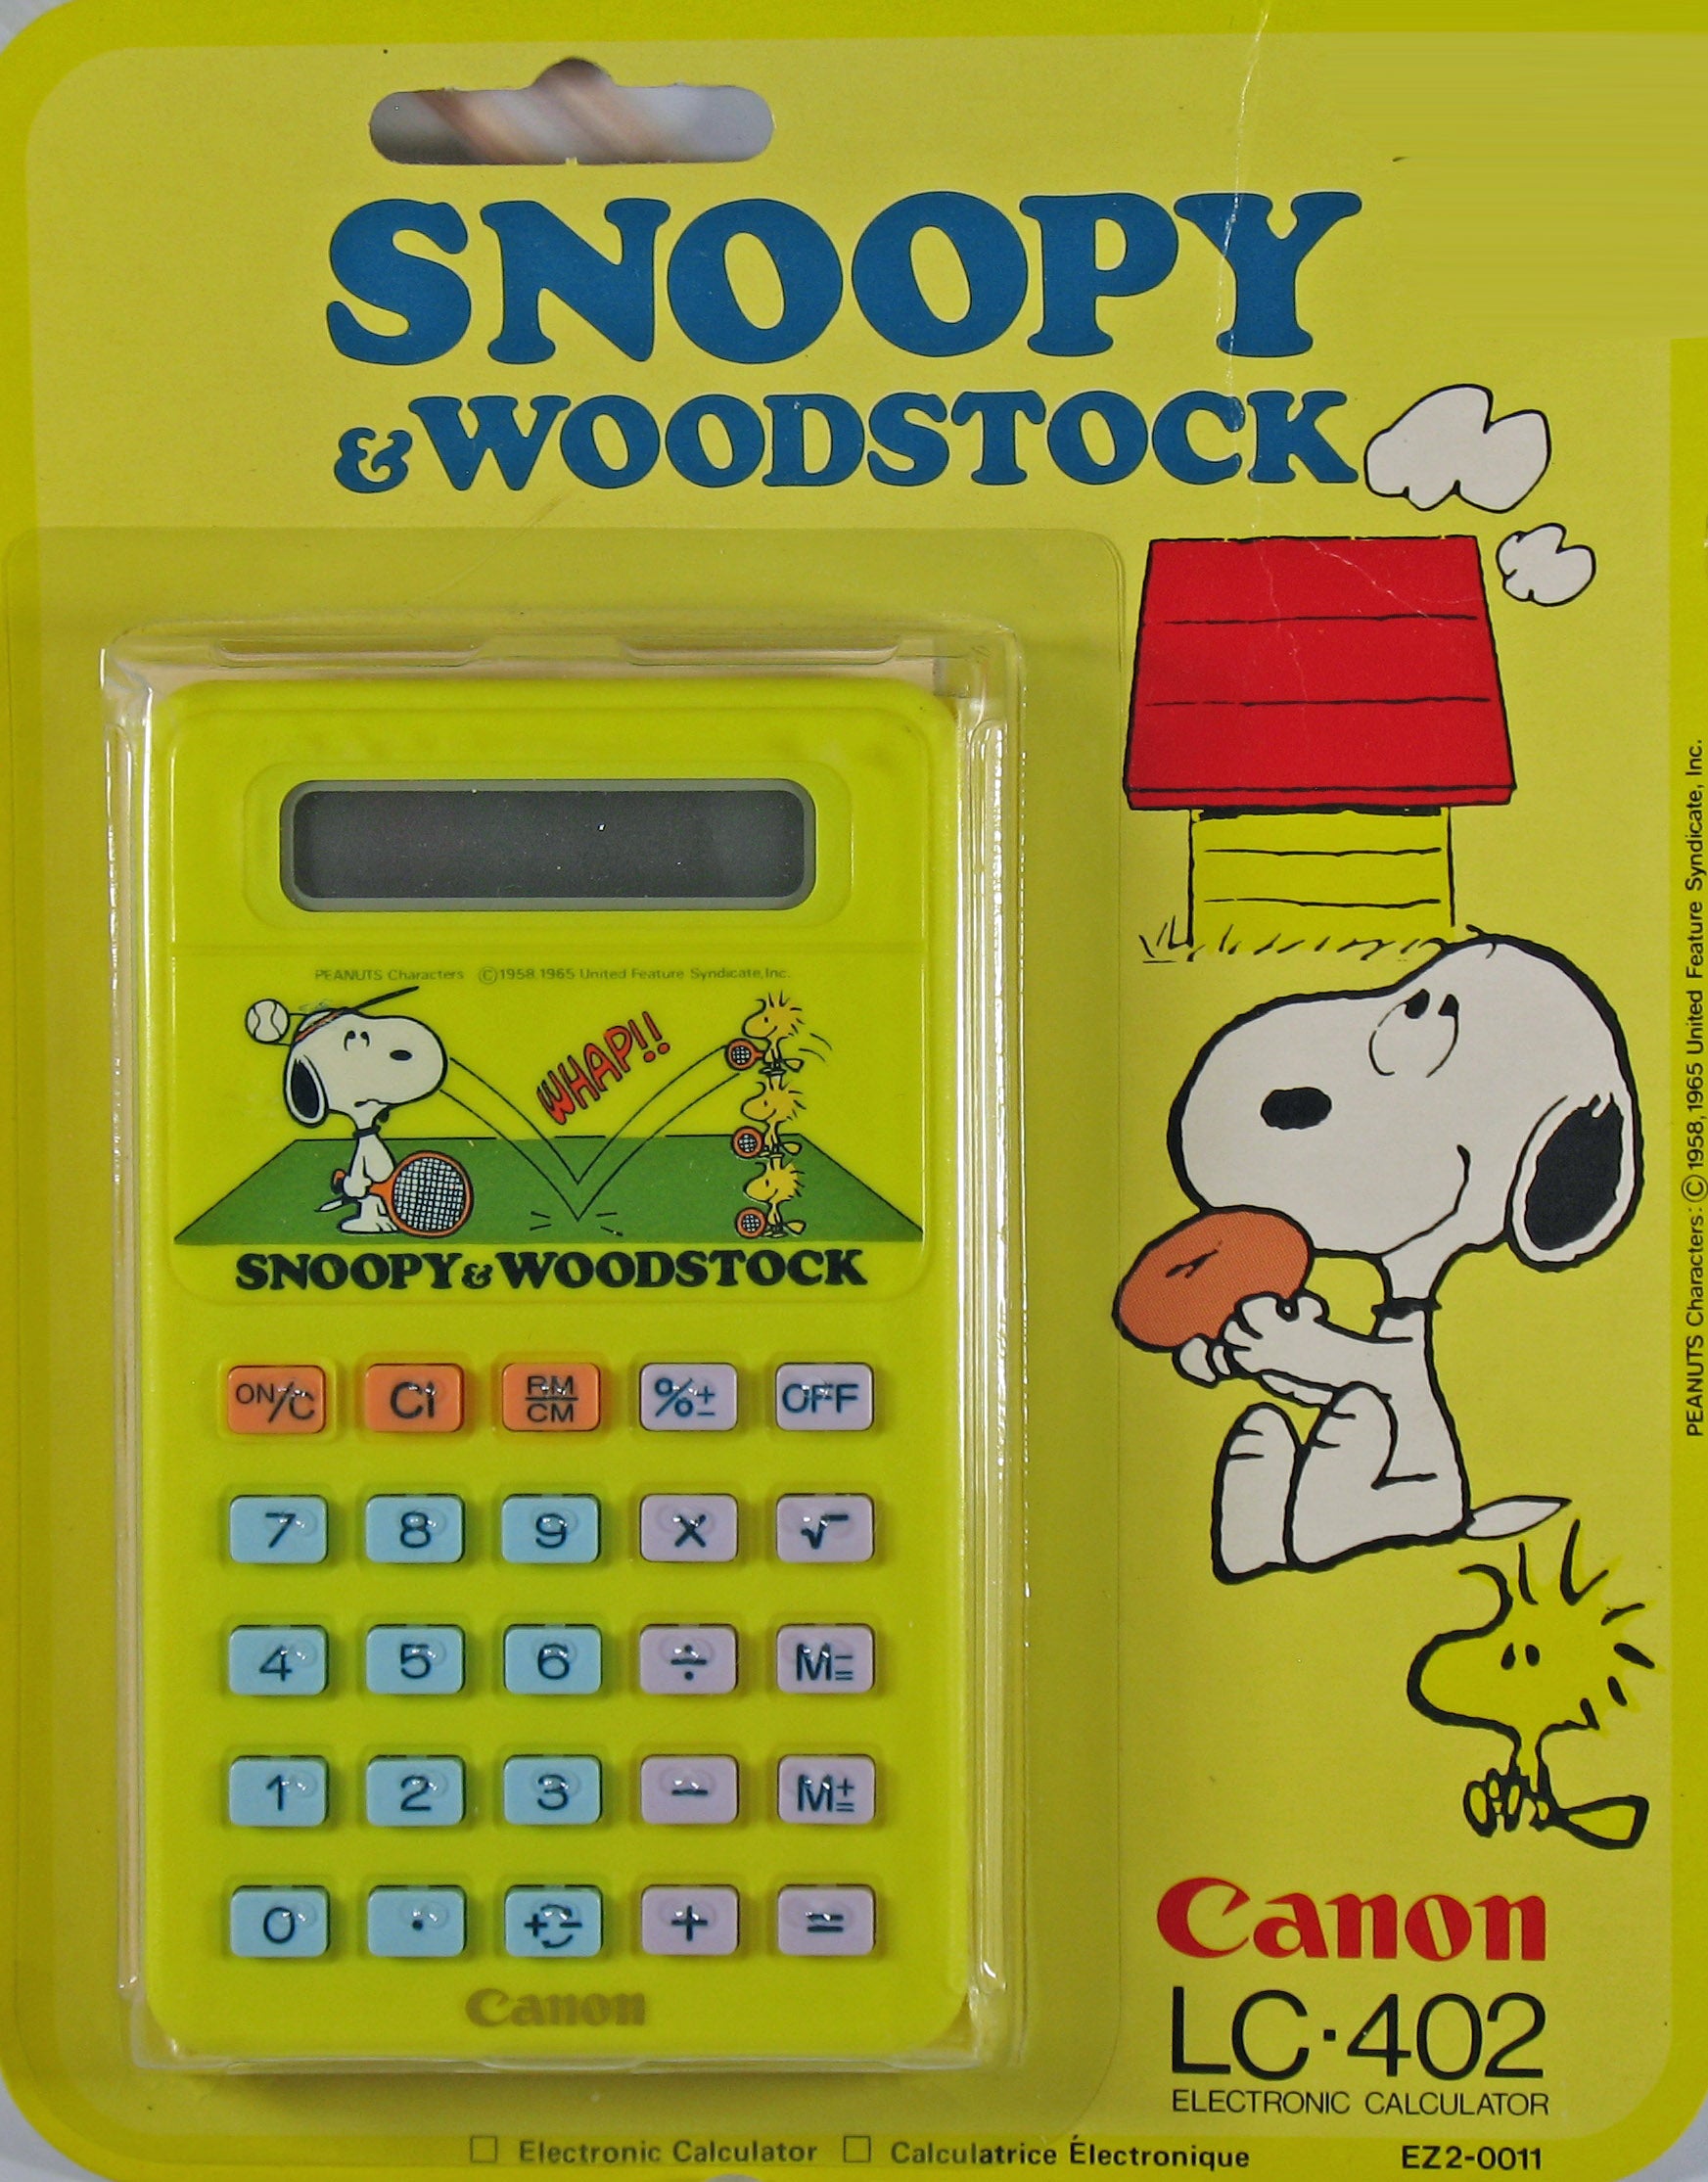 SNOOPY
& WOODSTOCK
PEANUTS Characters ©1958,1965 United Feature Syndicate,Inc.
WHAP!!
SNOOPY & WOODSTOCK
ON/C CI RM/CM %± OFF
7 8 9 × √
4 5 6 ÷ M−=
1 2 3 − M+=
0 · +⇄− + =
Canon
PEANUTS Characters: ©1958,1965 United Feature Syndicate, Inc.
Canon
LC·402
ELECTRONIC CALCULATOR
□ Electronic Calculator □ Calculatrice Électronique EZ2-0011